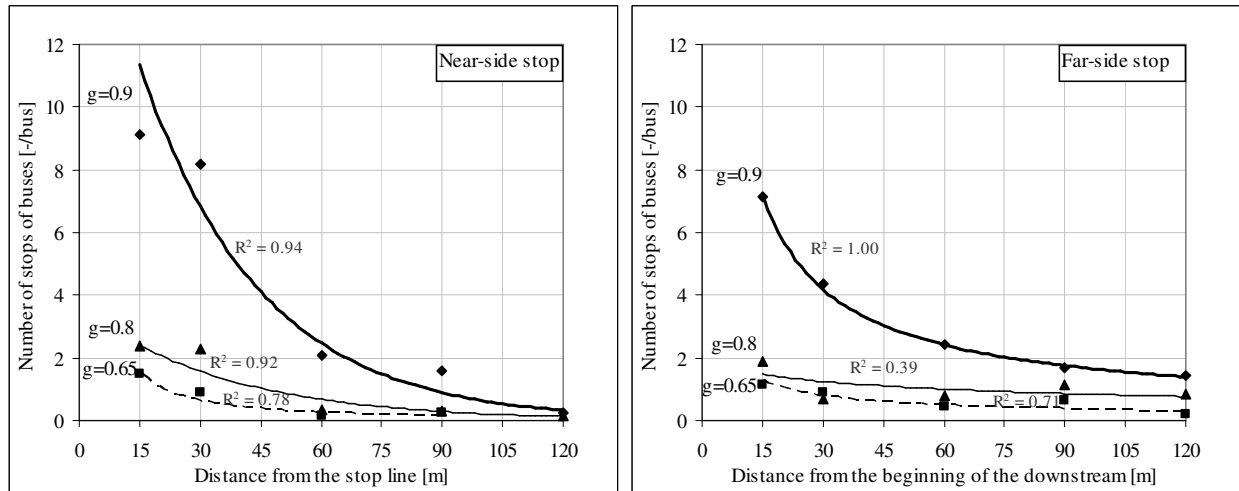 Near-side stop
Number of stops of buses [-/bus]
12
10
8
6
4
2
0
g=0.9
R² = 0.94
g=0.8
R² = 0.92
g=0.65
R² = 0.78
0 15 30 45 60 75 90 105 120
Distance from the stop line [m]
Far-side stop
Number of stops of buses [-/bus]
12
10
8
6
4
2
0
g=0.9
R² = 1.00
g=0.8
R² = 0.39
g=0.65
R² = 0.71
0 15 30 45 60 75 90 105 120
Distance from the beginning of the downstream [m]